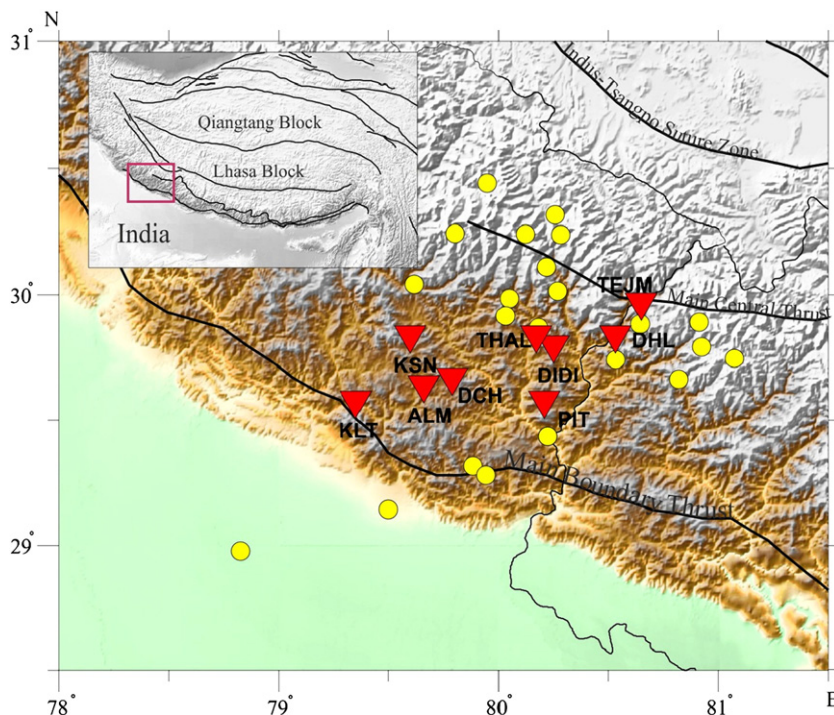 N
31°
Indus-Tsangpo Suture Zone
Qiangtang Block
Lhasa Block
India
30°
TEJM
Main Central Thrust
THAL
DHL
KSN
DIDI
DCH
ALM
PIT
KLT
Main Boundary Thrust
29°
78
79
80
81
E